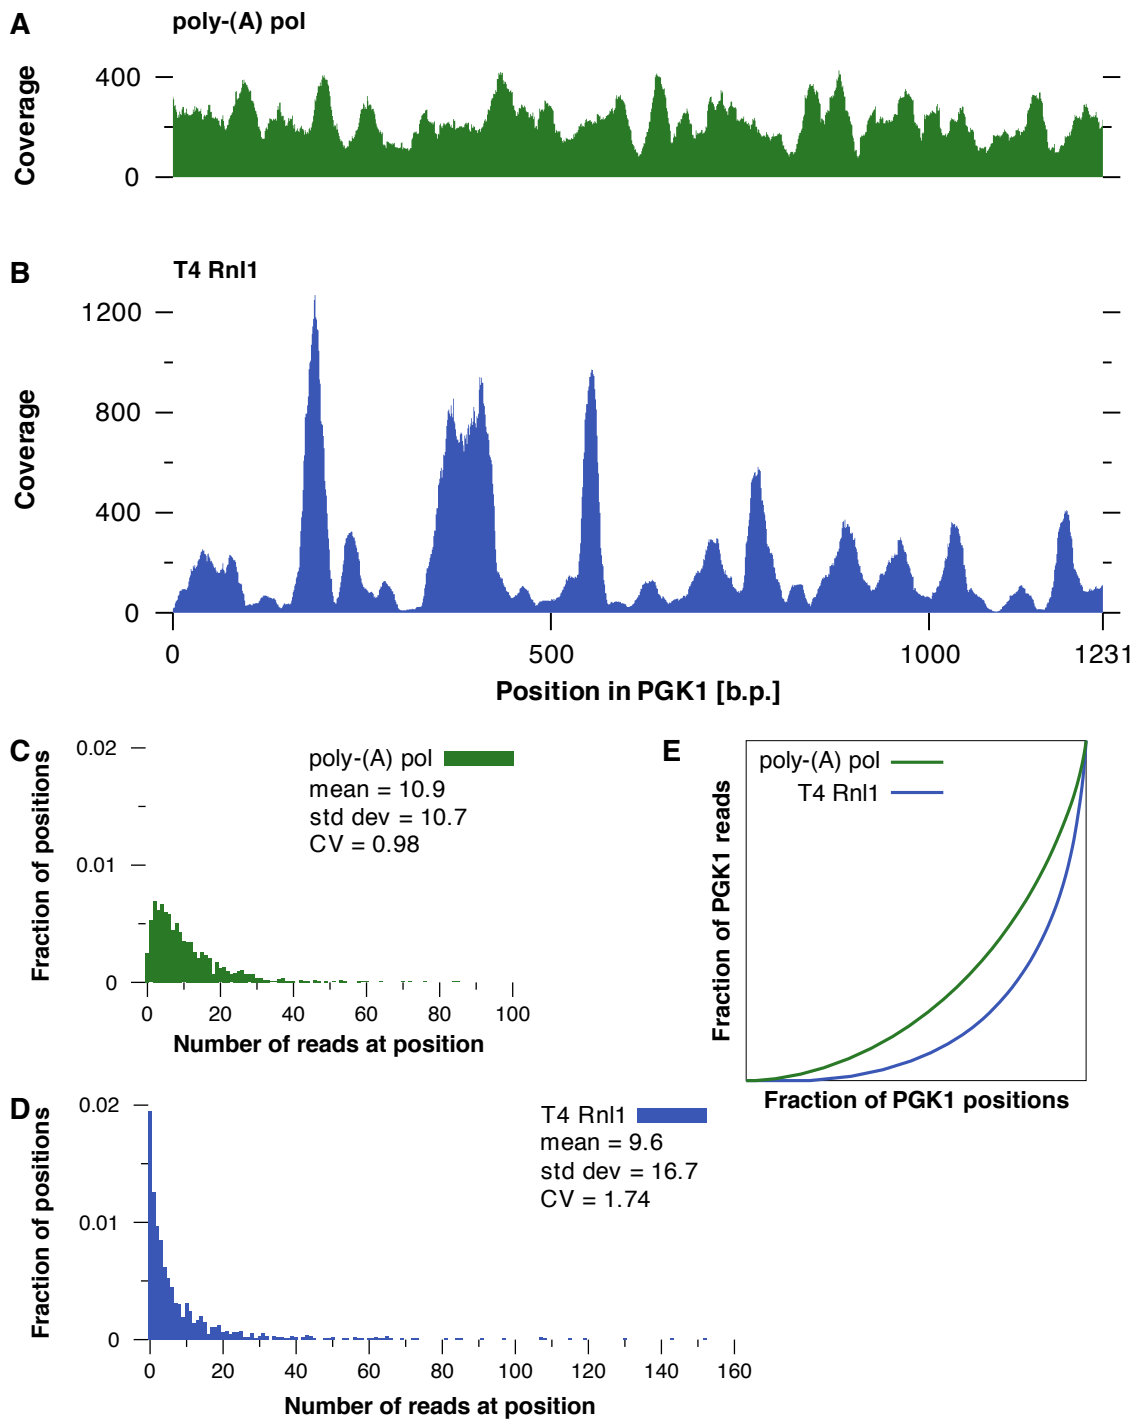 A
poly-(A) pol
400
0
Coverage
B
T4 Rnl1
1200
800
400
0
Coverage
0
500
1000
1231
Position in PGK1 [b.p.]
C
0.02
0.01
0
Fraction of positions
poly-(A) pol
mean = 10.9
std dev = 10.7
CV = 0.98
0 20 40 60 80 100
Number of reads at position
E
poly-(A) pol
T4 Rnl1
Fraction of PGK1 reads
Fraction of PGK1 positions
D
0.02
0.01
0
Fraction of positions
T4 Rnl1
mean = 9.6
std dev = 16.7
CV = 1.74
0 20 40 60 80 100 120 140 160
Number of reads at position